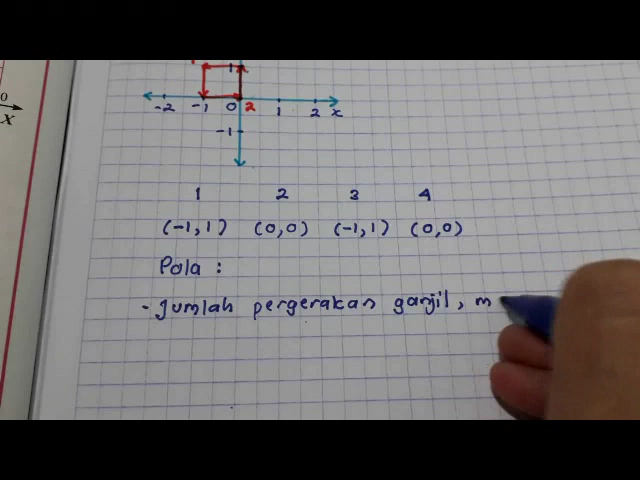 1
-2 -1 0 2 1 2 x
-1
0
X
1 2 3 4
(-1,1) (0,0) (-1,1) (0,0)
Pola :
- Jumlah pergerakan ganjil, m